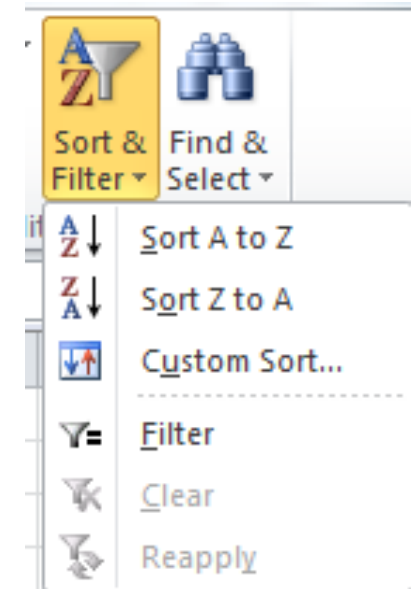 Sort & Find &
Filter Select
Sort A to Z
Sort Z to A
Custom Sort...
Filter
Clear
Reapply